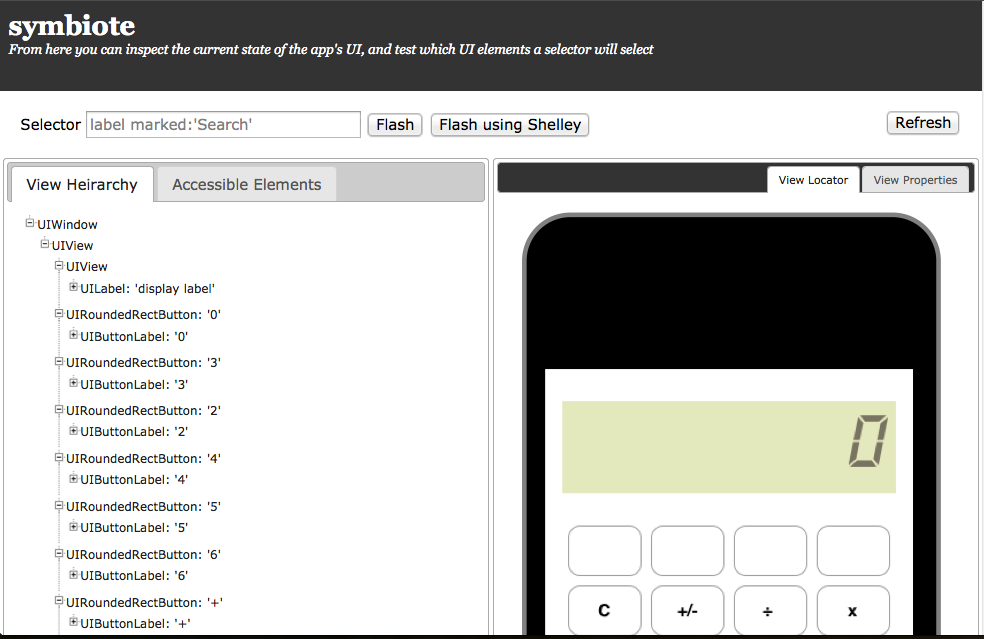 symbiote
From here you can inspect the current state of the app's UI, and test which UI elements a selector will select
Selector label marked:'Search' Flash Flash using Shelley Refresh
View Heirarchy Accessible Elements
UIWindow
UIView
UIView
UILabel: 'display label'
UIRoundedRectButton: '0'
UIButtonLabel: '0'
UIRoundedRectButton: '3'
UIButtonLabel: '3'
UIRoundedRectButton: '2'
UIButtonLabel: '2'
UIRoundedRectButton: '4'
UIButtonLabel: '4'
UIRoundedRectButton: '5'
UIButtonLabel: '5'
UIRoundedRectButton: '6'
UIButtonLabel: '6'
UIRoundedRectButton: '+'
UIButtonLabel: '+'
View Locator View Properties
0
C +/- ÷ x